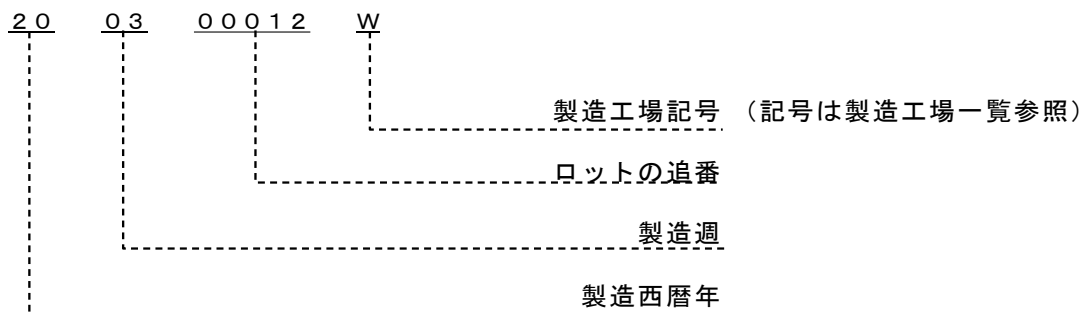 ２０　０３　０００１２　Ｗ
製造工場記号　（記号は製造工場一覧参照）
ロットの追番
製造週
製造西暦年